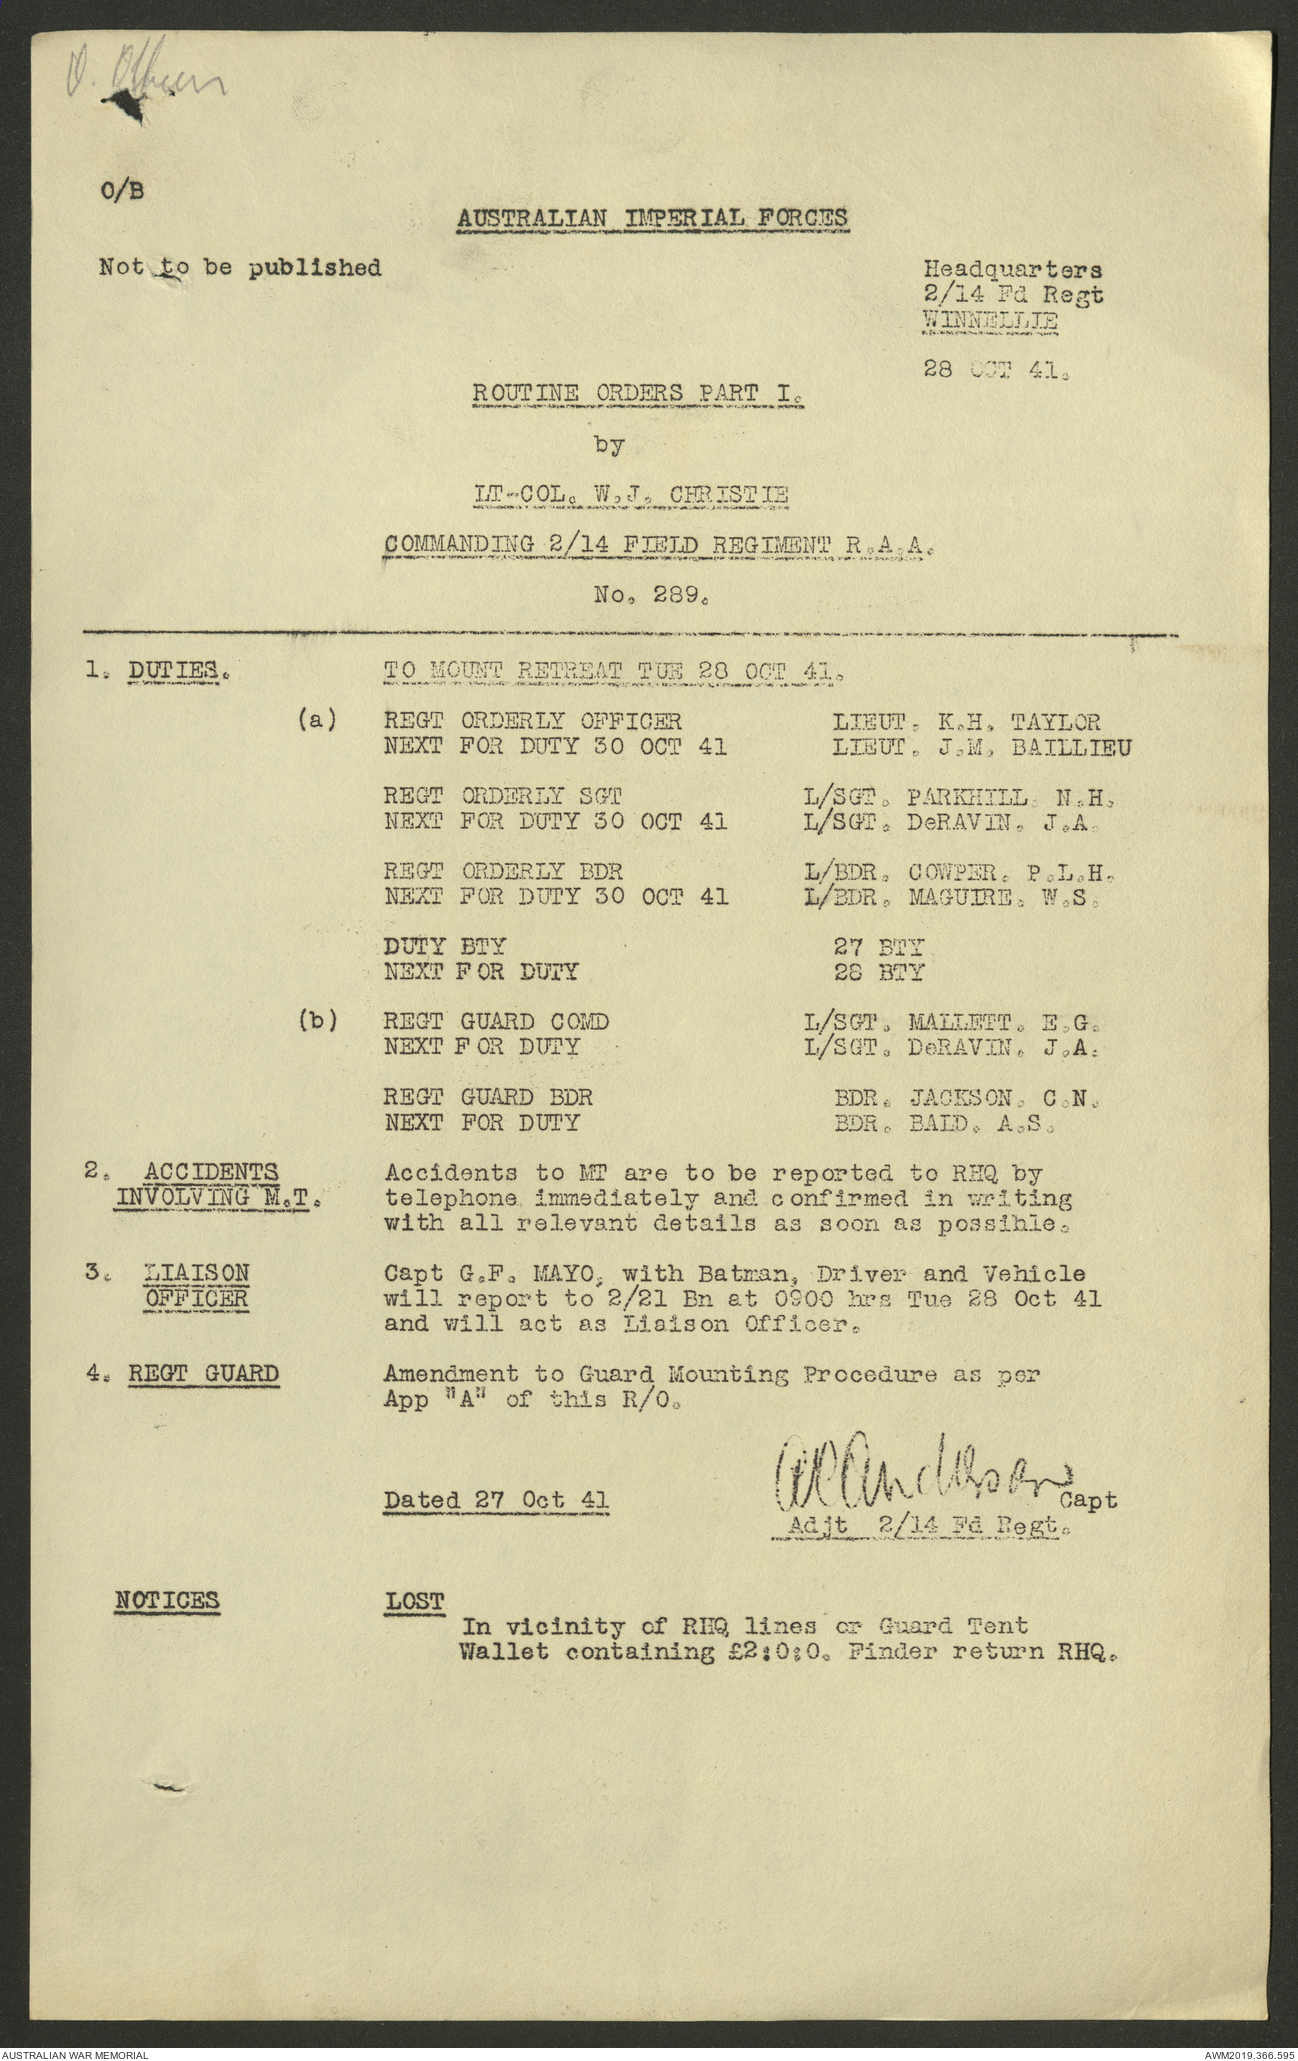 O/B
AUSTRALIAN IMPERIAL FORCES
Not to be published
Headquarters
2/14 Fd Regt
WINNELLIE
28 OCT 41.
ROUTINE ORDERS PART I.
by
LT-COL. W.J. CHRISTIE
COMMANDING 2/14 FIELD REGIMENT R.A.A.
No. 289.
1. DUTIES. TO MOUNT RETREAT TUE 28 OCT 41.
(a) REGT ORDERLY OFFICER LIEUT. K.H. TAYLOR
NEXT FOR DUTY 30 OCT 41 LIEUT. J.M. BAILLIEU
REGT ORDERLY SGT L/SGT. PARKHILL. N.H.
NEXT FOR DUTY 30 OCT 41 L/SGT. DeRAVIN. J.A.
REGT ORDERLY BDR L/BDR. COWPER. P.L.H.
NEXT FOR DUTY 30 OCT 41 L/BDR. MAGUIRE. W.S.
DUTY BTY 27 BTY
NEXT FOR DUTY 28 BTY
(b) REGT GUARD COMD L/SGT. MALLETT. E.G.
NEXT FOR DUTY L/SGT. DeRAVIN. J.A.
REGT GUARD BDR BDR. JACKSON. C.N.
NEXT FOR DUTY BDR. BALD. A.S.
2. ACCIDENTS Accidents to MT are to be reported to RHQ by
INVOLVING M.T. telephone immediately and confirmed in writing
with all relevant details as soon as possible.
3. LIAISON Capt G.F. MAYO, with Batman, Driver and Vehicle
OFFICER will report to 2/21 Bn at 0900 hrs Tue 28 Oct 41
and will act as Liaison Officer.
4. REGT GUARD Amendment to Guard Mounting Procedure as per
App "A" of this R/O.
Anderson
Dated 27 Oct 41 Capt
Adjt 2/14 Fd Regt.
NOTICES LOST
In vicinity of RHQ lines or Guard Tent
Wallet containing £2:0:0. Finder return RHQ.
AUSTRALIAN WAR MEMORIAL AWM2019.366.595